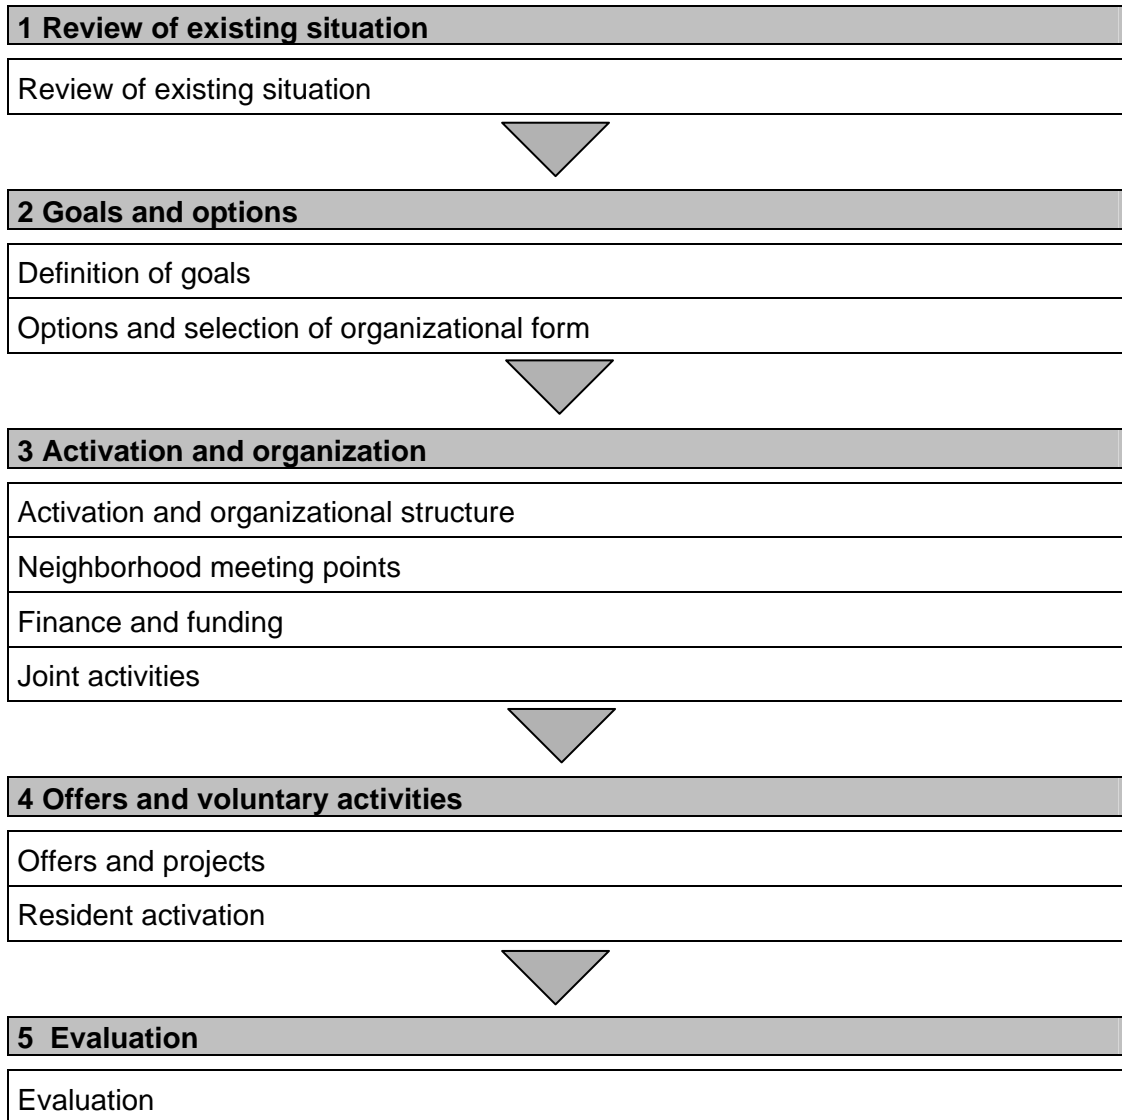 1 Review of existing situation
Review of existing situation
2 Goals and options
Definition of goals
Options and selection of organizational form
3 Activation and organization
Activation and organizational structure
Neighborhood meeting points
Finance and funding
Joint activities
4 Offers and voluntary activities
Offers and projects
Resident activation
5 Evaluation
Evaluation